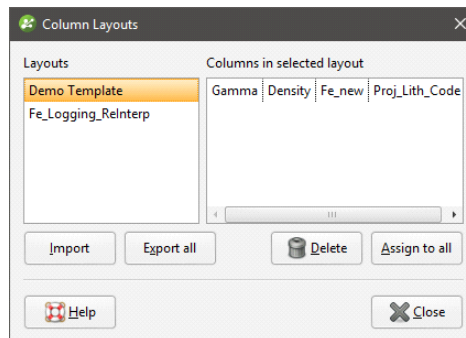 Column Layouts
Layouts
Columns in selected layout
Demo Template
Gamma Density Fe_new Proj_Lith_Code
Fe_Logging_ReInterp
Import Export all Delete Assign to all
Help Close